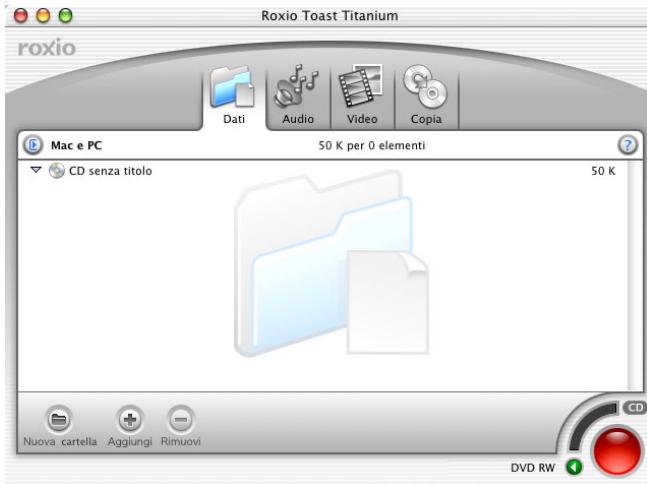 Roxio Toast Titanium
roxio
Dati Audio Video Copia
Mac e PC 50 K per 0 elementi ?
CD senza titolo 50 K
Nuova cartella Aggiungi Rimuovi
CD
DVD RW